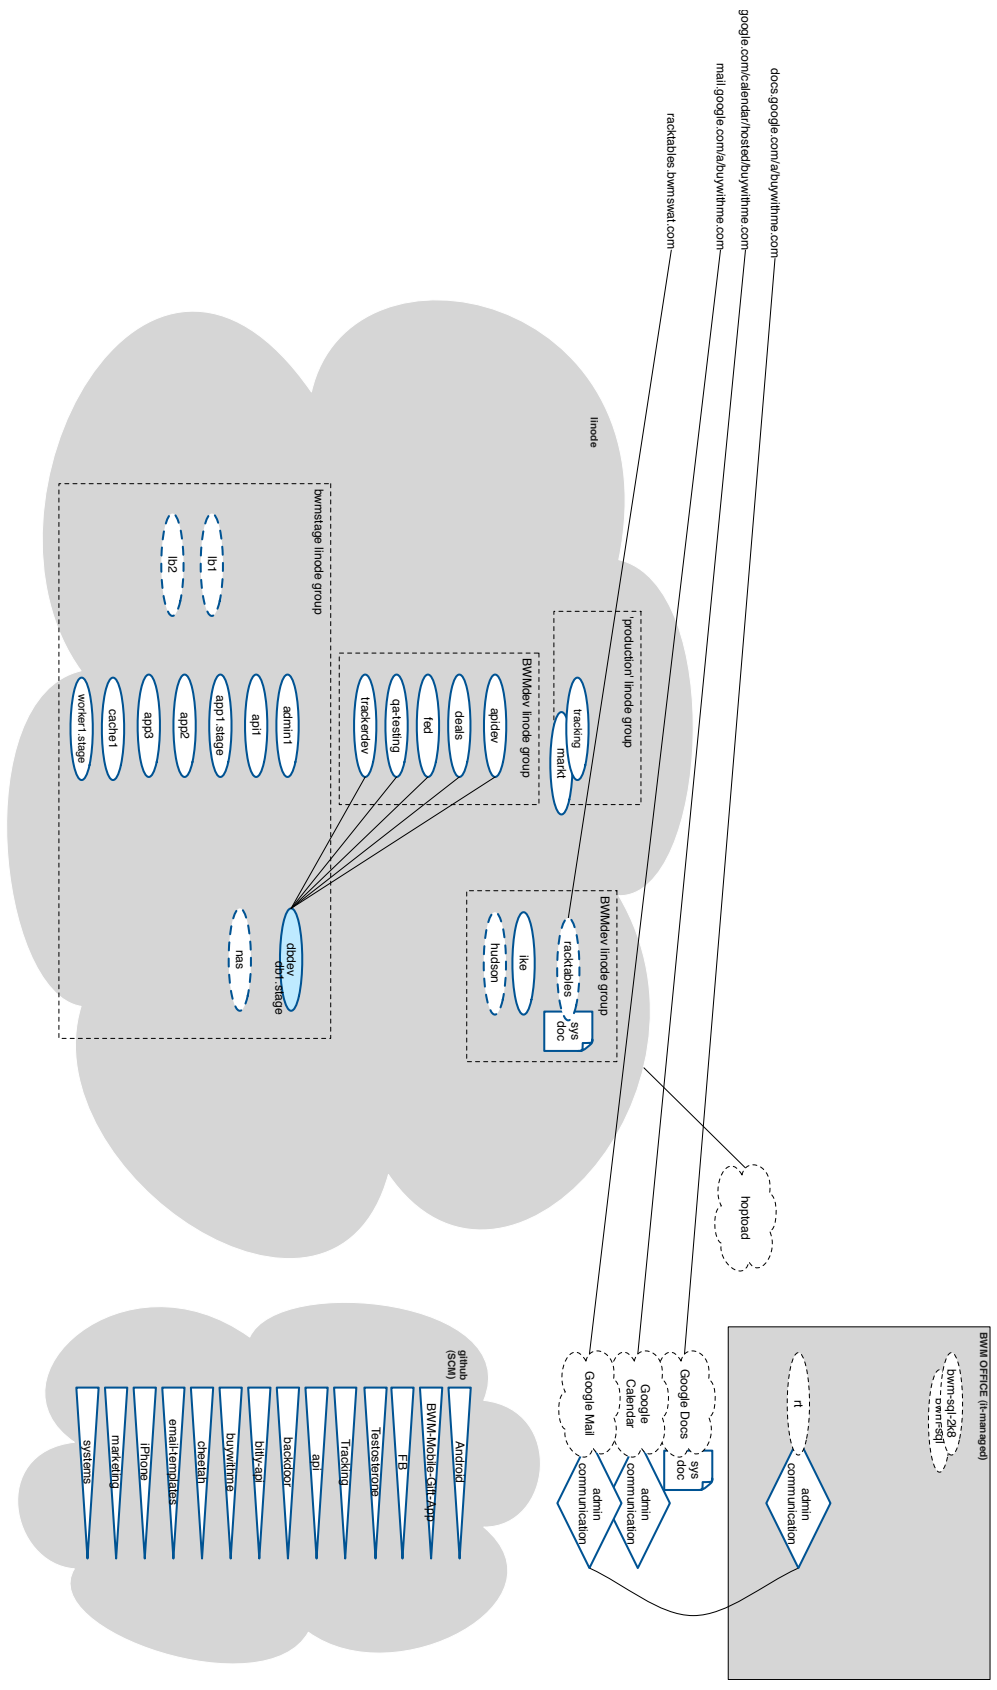 BWM OFFICE (it-managed)
bwm-sql-2k8
rt
admin
communication
docs.google.com/a/buywithme.com
google.com/calendar/hosted/buywithme.com
mail.google.com/a/buywithme.com
racktables.bwmswat.com
hoptoad
Google Docs
sys
doc
Google
Calendar
admin
communication
Google Mail
admin
communication
linode
'production' linode group
tracking
markt
BWMdev linode group
racktables
sys
doc
ike
hudson
BWMdev linode group
apidev
deals
fed
qa-testing
trackerdev
bwmstage linode group
lb1
lb2
admin1
api1
app1.stage
app2
app3
cache1
worker1.stage
dbdev
db1.stage
nas
github
(SCM)
Android
BWM-Mobile-Gift-App
FB
Testosterone
Tracking
api
backdoor
bitly-api
buywithme
cheetah
email-templates
iPhone
marketing
systems